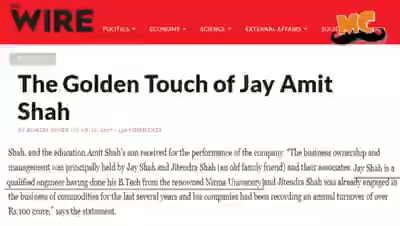 WIRE
POLITICS
ECONOMY
SCIENCE
EXTERNAL AFFAIRS
MC
The Golden Touch of Jay Amit
Shah
BY
COMMENTS
Shah, and the education Amit Shah's son received for the performance of the company: "The business ownership and
management was principally held by Jay Shah and Jitendra Shah (an old family friend) and their associates. Jay Shah is a
qualified engineer having done his B.Tech from the renowned Nirma University and Jitendra Shah was already engaged in
the business of commodities for the last several years and his companies had been recording an annual turnover of over
Rs.100 crore," says the statement.